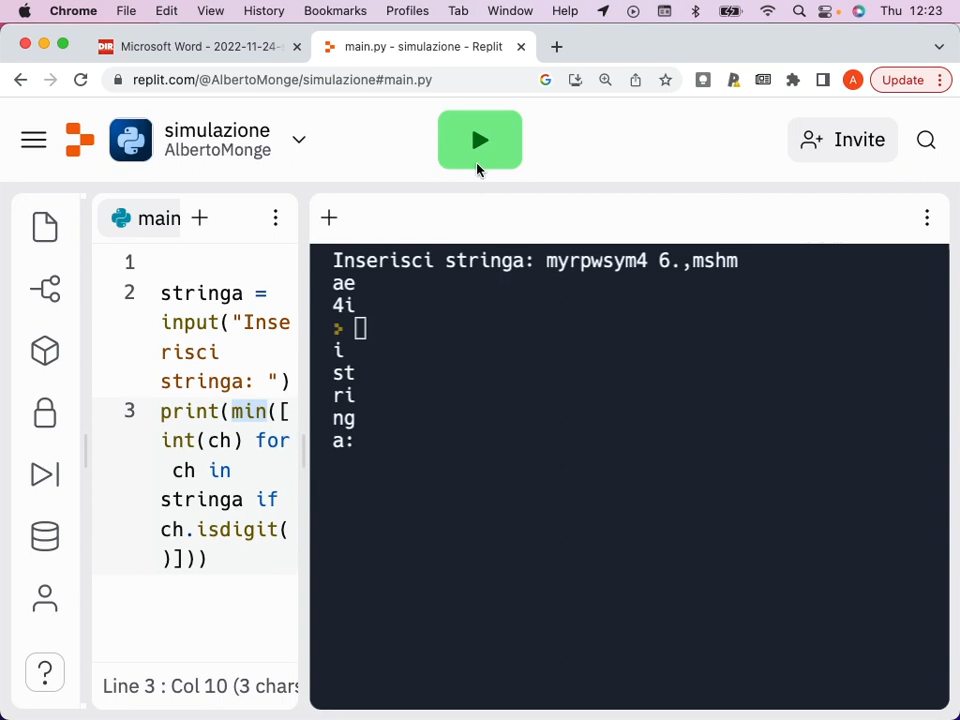 Chrome File Edit View History Bookmarks Profiles Tab Window Help Thu 12:23
DIR Microsoft Word - 2022-11-24- main.py - simulazione - Replit
replit.com/@AlbertoMonge/simulazione#main.py A Update
simulazione
AlbertoMonge
Invite
main
1
2 stringa =
input("Inse
risci
stringa: ")
3 print(min([
int(ch) for
ch in
stringa if
ch.isdigit(
)]))
Line 3 : Col 10 (3 chars
Inserisci stringa: myrpwsym4 6.,mshm
ae
4i
i
st
ri
ng
a:
?